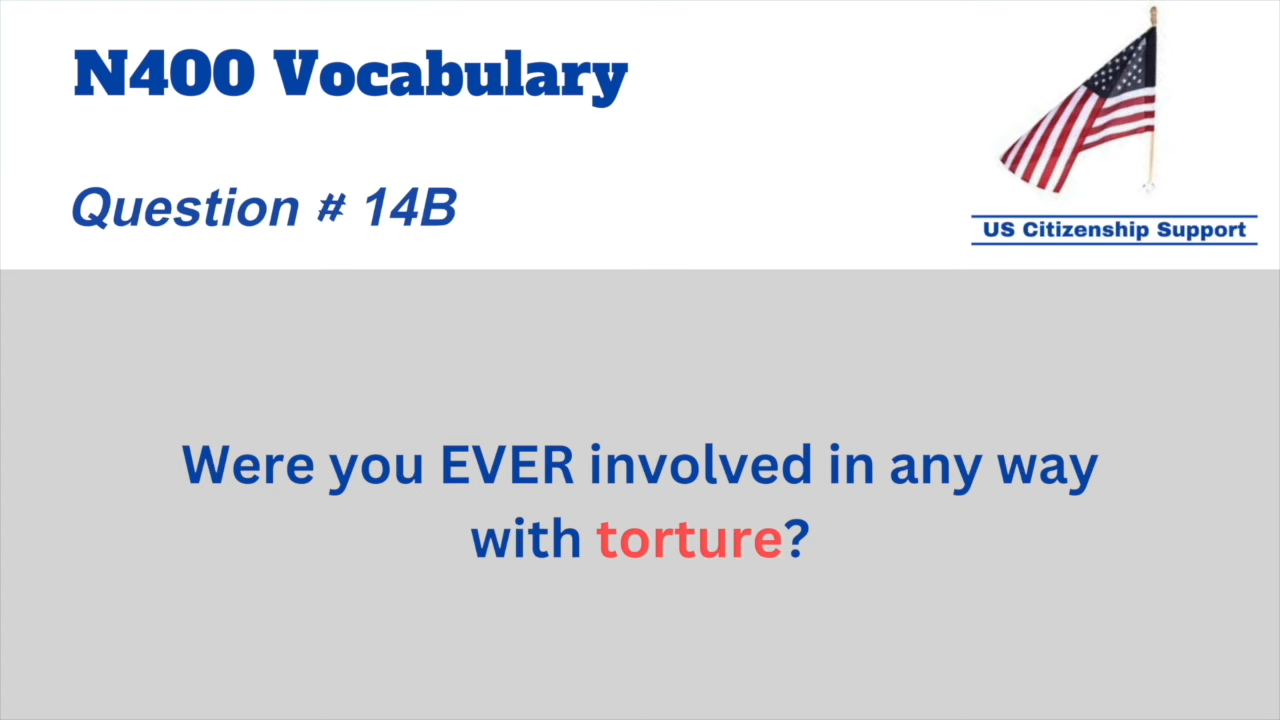 N400 Vocabulary
Question # 14B
US Citizenship Support
Were you EVER involved in any way
with torture?